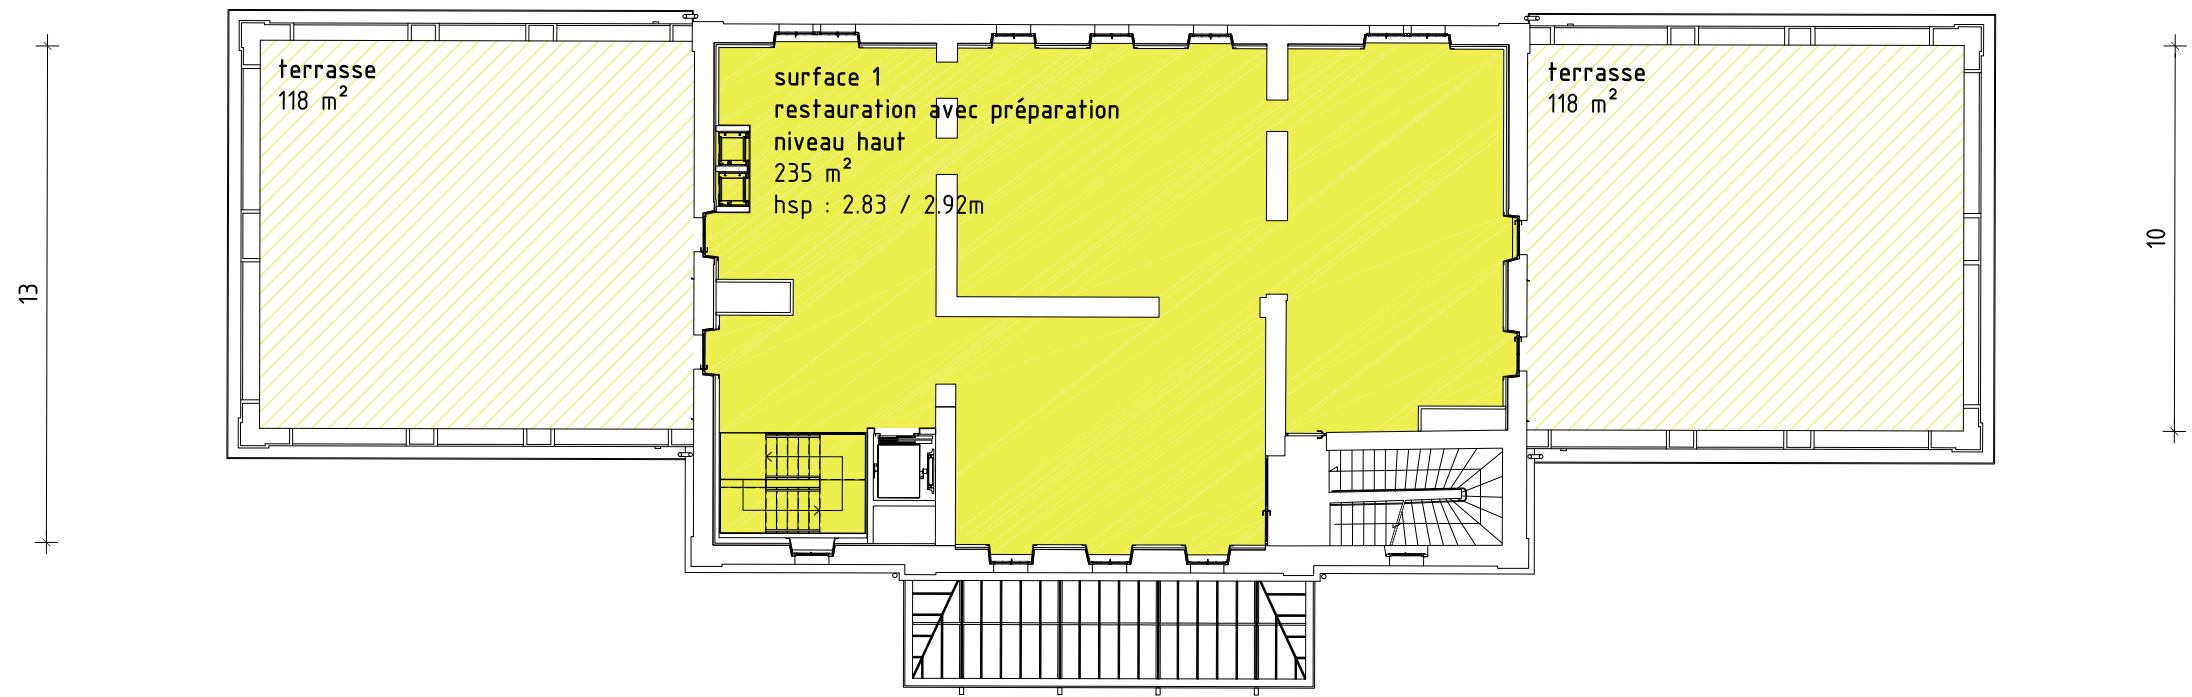 terrasse
118 m²
surface 1
restauration avec préparation
niveau haut
235 m²
hsp : 2.83 / 2.92m
terrasse
118 m²
13
10